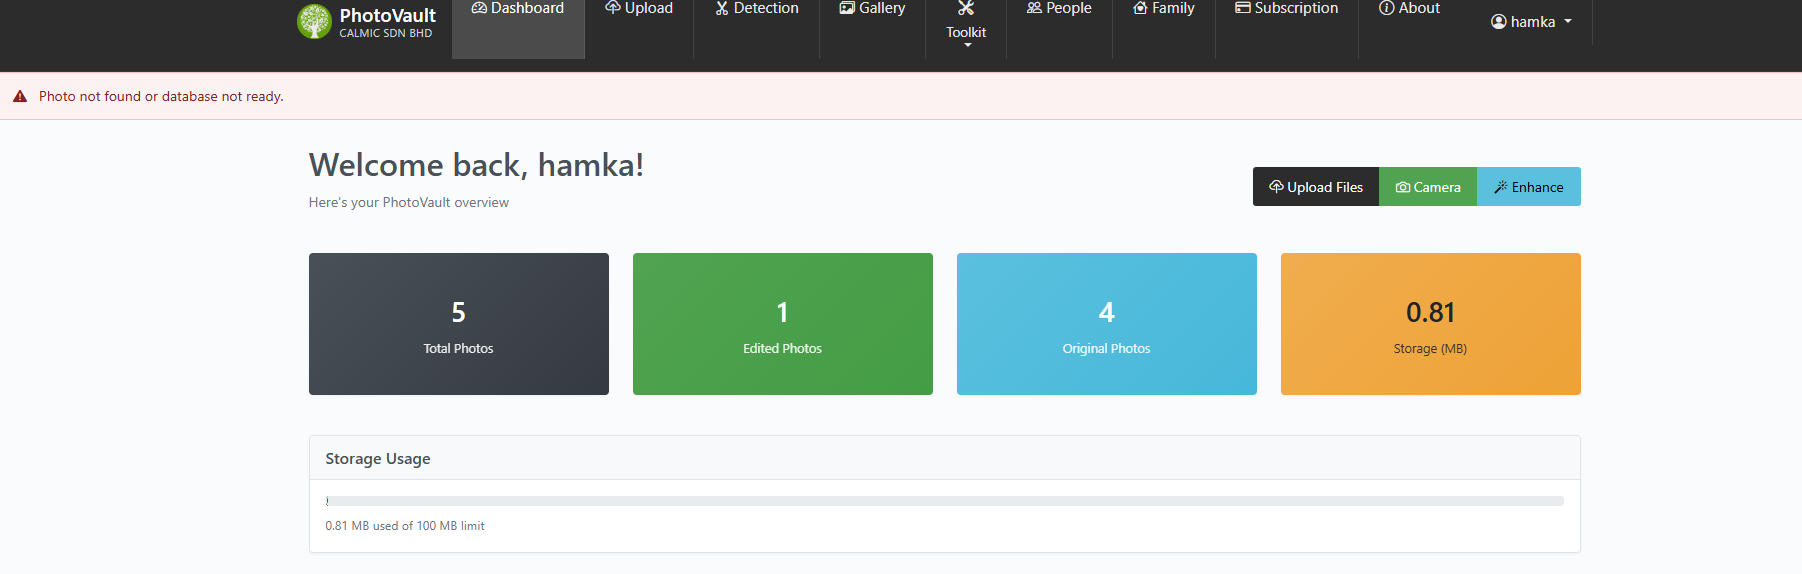 PhotoVault
CALMIC SDN BHD
Dashboard
Upload
Detection
Gallery
Toolkit
People
Family
Subscription
About
hamka
Photo not found or database not ready.
Welcome back, hamka!
Here's your PhotoVault overview
Upload Files
Camera
Enhance
5
Total Photos
1
Edited Photos
4
Original Photos
0.81
Storage (MB)
Storage Usage
0.81 MB used of 100 MB limit